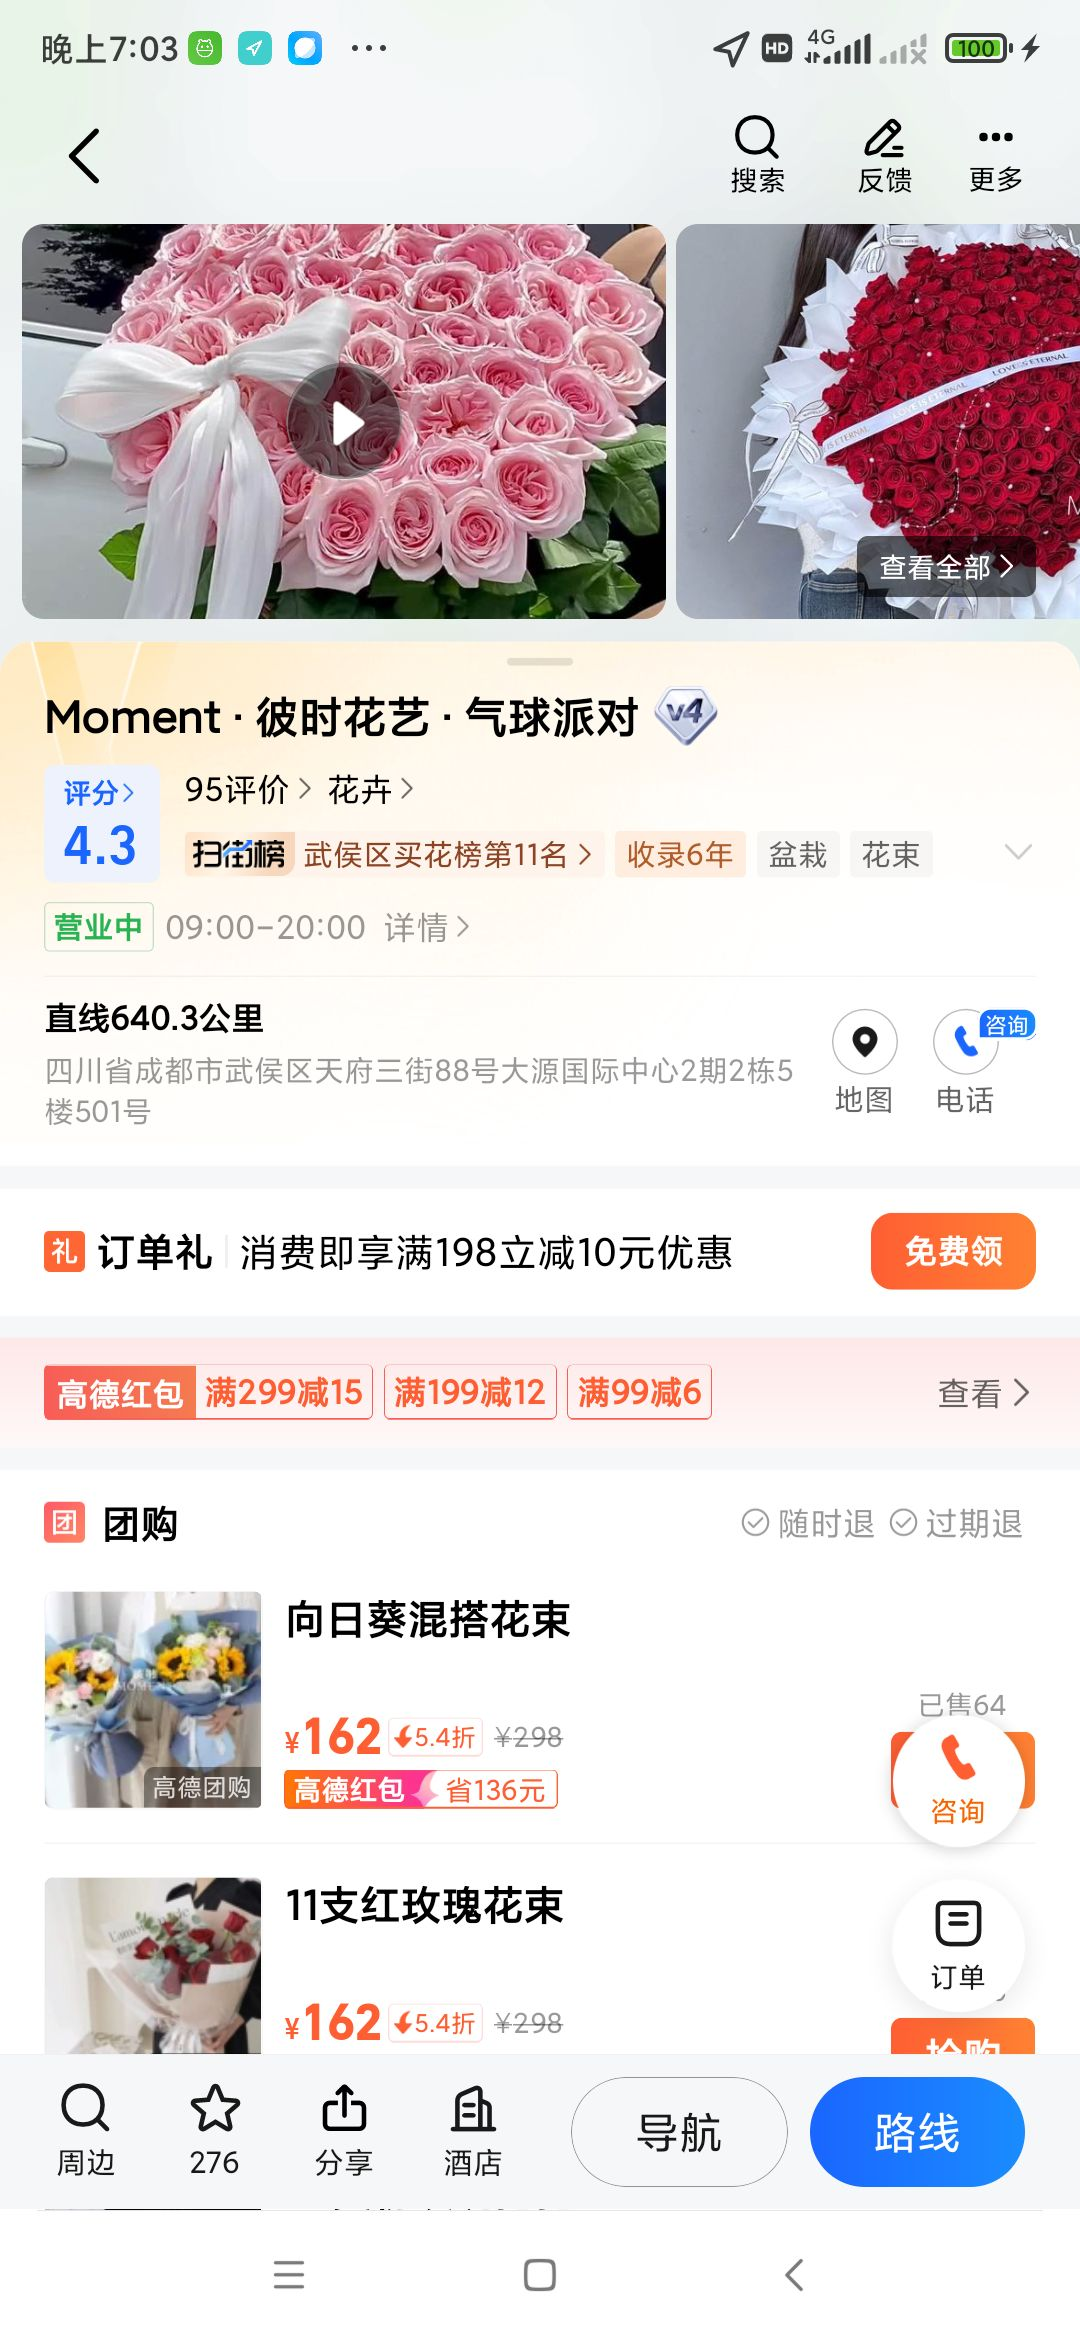 晚上7:03
HD
4G
100
搜索
反馈
更多
LOVE IS ETERNAL
LOVE IS ETERNAL
IS ETERNAL
查看全部
Moment · 彼时花艺 · 气球派对
v4
评分
4.3
95评价
花卉
扫街榜
武侯区买花榜第11名
收录6年
盆栽
花束
营业中
09:00-20:00
详情
直线640.3公里
四川省成都市武侯区天府三街88号大源国际中心2期2栋5
楼501号
地图
咨询
电话
礼
订单礼
消费即享满198立减10元优惠
免费领
高德红包
满299减15
满199减12
满99减6
查看
团
团购
随时退
过期退
向日葵混搭花束
已售64
¥162
5.4折
¥298
高德红包
省136元
高德团购
咨询
11支红玫瑰花束
¥162
5.4折
¥298
订单
抢购
周边
276
分享
酒店
导航
路线